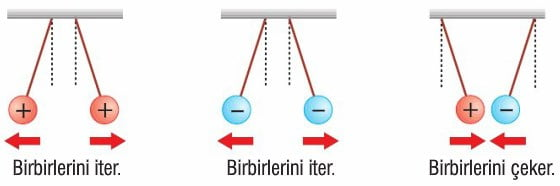 + + - - + -
Birbirlerini iter. Birbirlerini iter. Birbirlerini çeker.